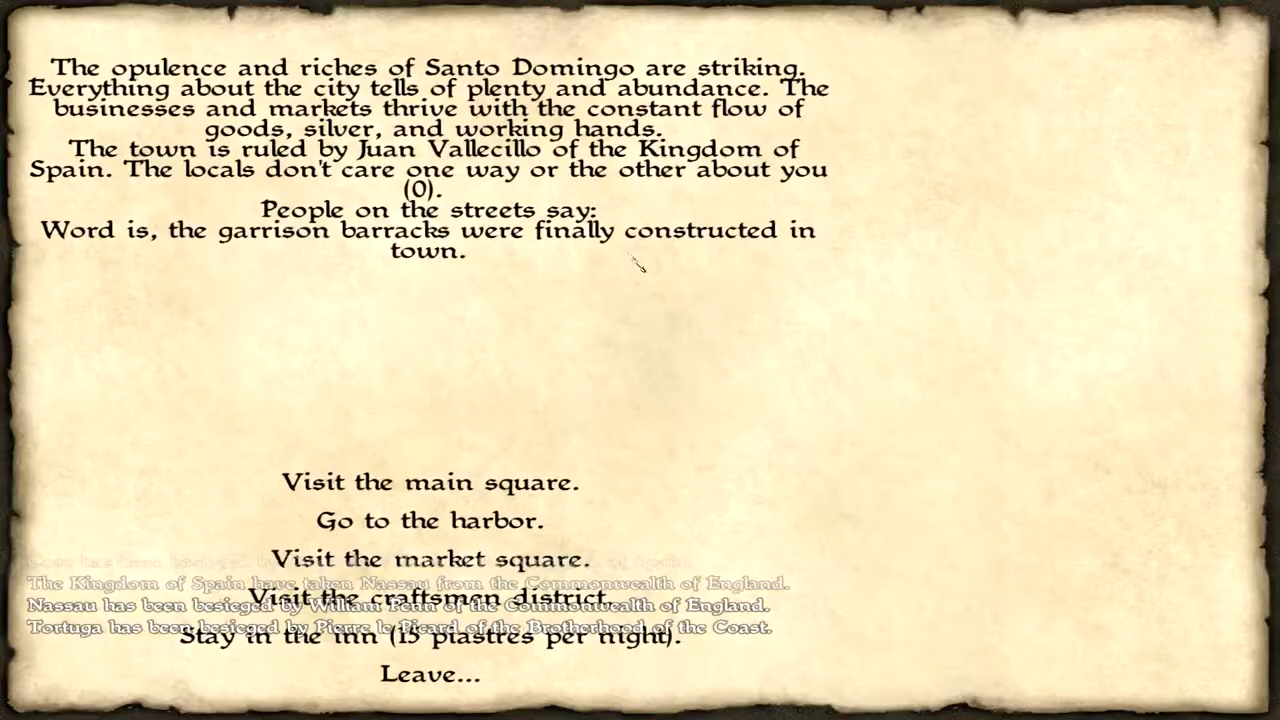 The opulence and riches of Santo Domingo are striking.
Everything about the city tells of plenty and abundance. The
businesses and markets thrive with the constant flow of
goods, silver, and working hands.
The town is ruled by Juan Vallecillo of the Kingdom of
Spain. The locals don't care one way or the other about you
(0).
People on the streets say:
Word is, the garrison barracks were finally constructed in
town.
Visit the main square.
Go to the harbor.
Visit the market square.
has been besieged by of Spain.
The Kingdom of Spain have taken Nassau from the Commonwealth of England.
Visit the craftsmen district.
Nassau has been besieged by William Penn of the Commonwealth of England.
Tortuga has been besieged by Pierre le Picard of the Brotherhood of the Coast.
Stay in the inn (15 piastres per night).
Leave...